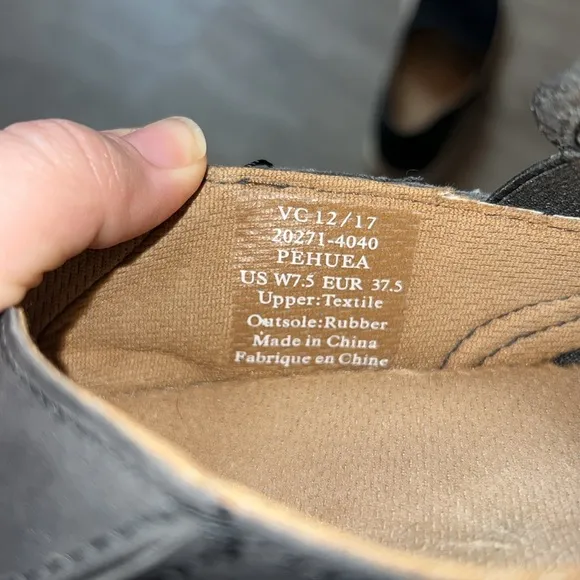 VC 12/17
20271-4040
PEHUEA
US W7.5 EUR 37.5
Upper:Textile
Outsole:Rubber
Made in China
Fabrique en Chine